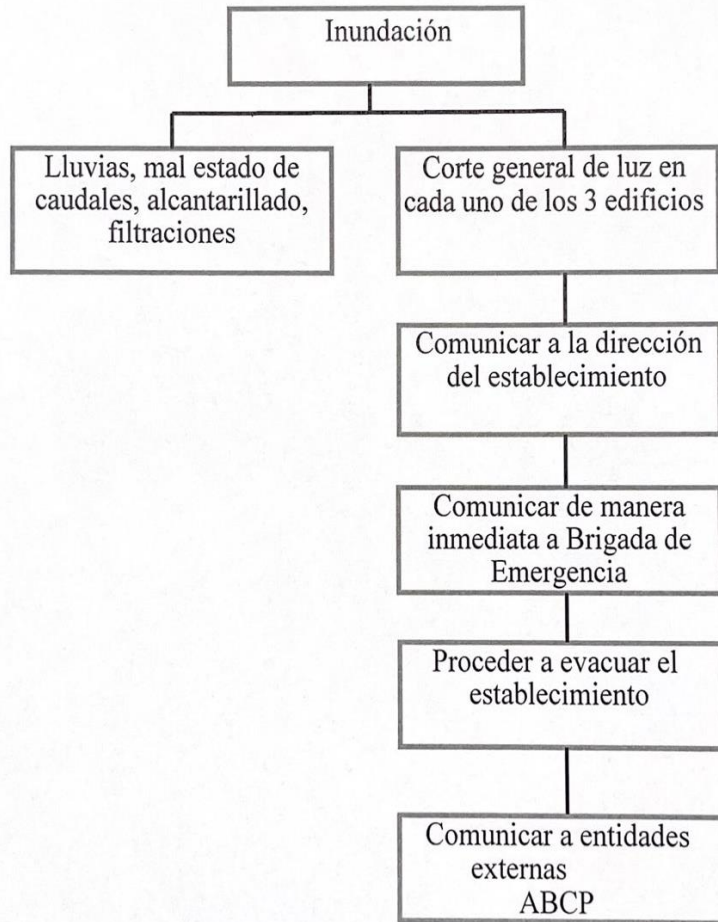 Inundación
Lluvias, mal estado de
caudales, alcantarillado,
filtraciones
Corte general de luz en
cada uno de los 3 edificios
Comunicar a la dirección
del establecimiento
Comunicar de manera
inmediata a Brigada de
Emergencia
Proceder a evacuar el
establecimiento
Comunicar a entidades
externas
ABCP